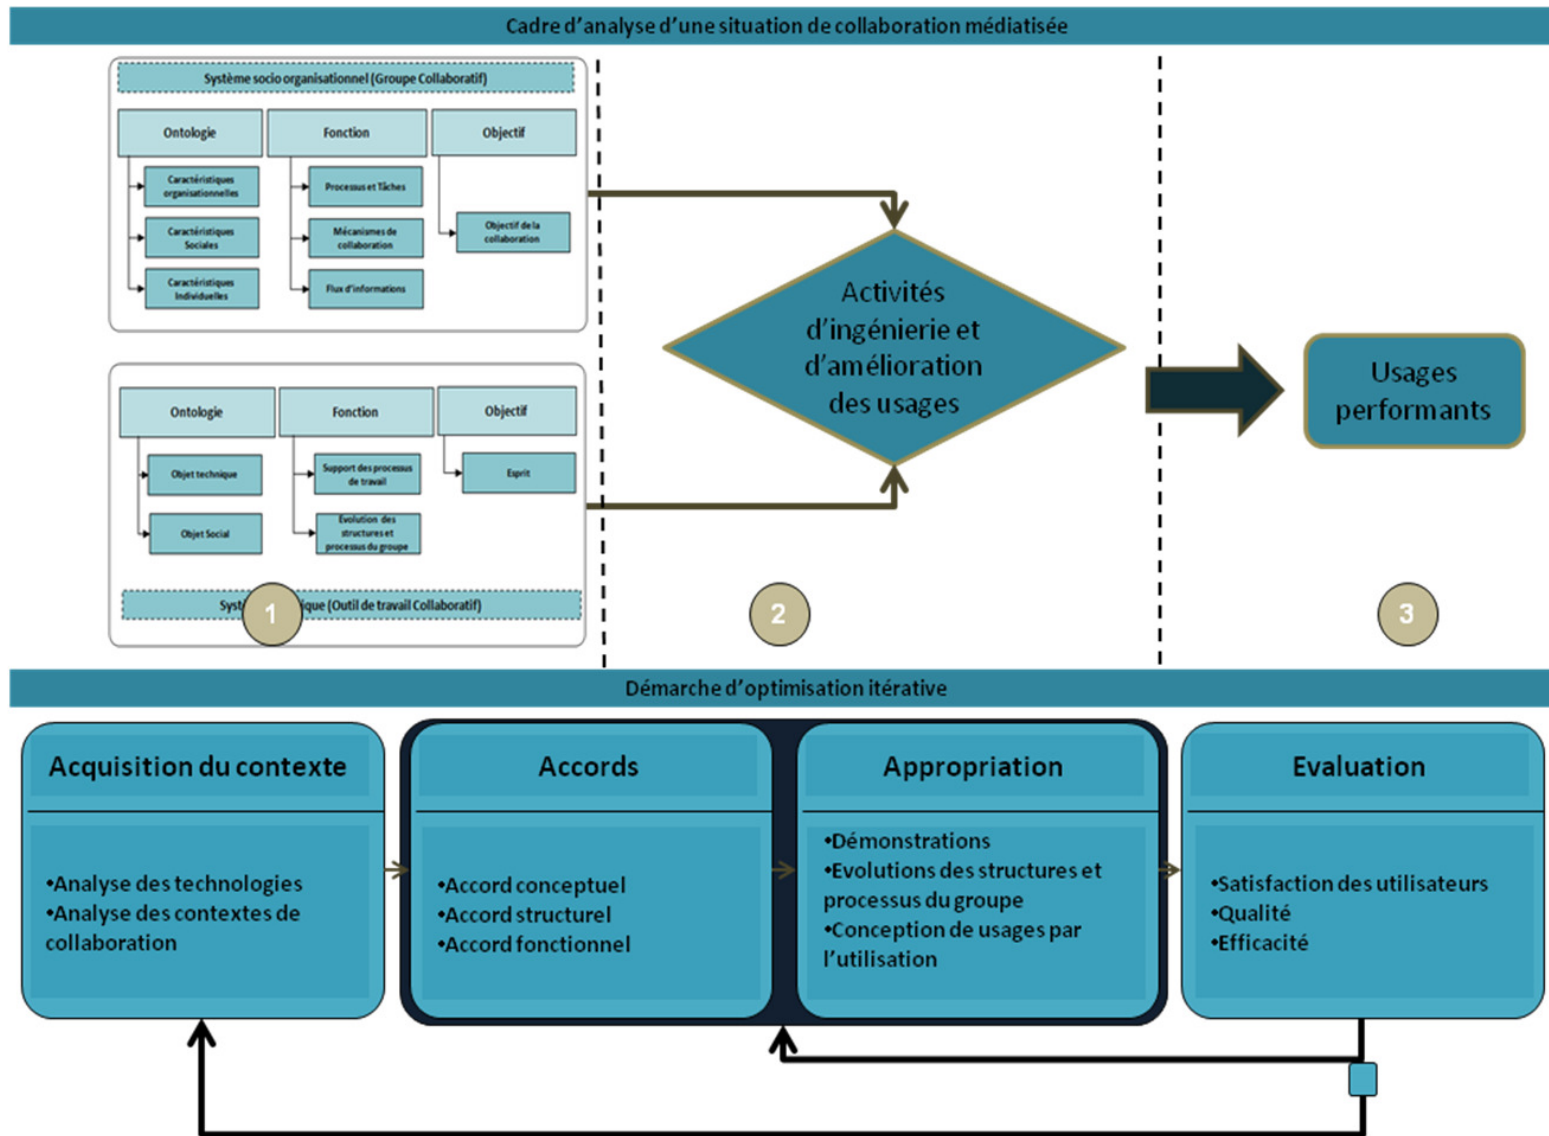 Cadre d'analyse d'une situation de collaboration médiatisée
Système socio organisationnel (Groupe Collaboratif)
Ontologie
Fonction
Objectif
Caractéristiques
organisationnelles
Caractéristiques
Sociales
Caractéristiques
Individuelles
Processus et Tâches
Mécanismes de
collaboration
Flux d'informations
Objectif de la
collaboration
Ontologie
Fonction
Objectif
Objet technique
Objet Social
Support des processus
de travail
Evolution des
structures et
processus du groupe
Esprit
(Outil de travail Collaboratif)
1
Activités
d'ingénierie et
d'amélioration
des usages
2
Usages
performants
3
Démarche d'optimisation itérative
Acquisition du contexte
•Analyse des technologies
•Analyse des contextes de
collaboration
Accords
•Accord conceptuel
•Accord structurel
•Accord fonctionnel
Appropriation
•Démonstrations
•Evolutions des structures et
processus du groupe
•Conception de usages par
l'utilisation
Evaluation
•Satisfaction des utilisateurs
•Qualité
•Efficacité